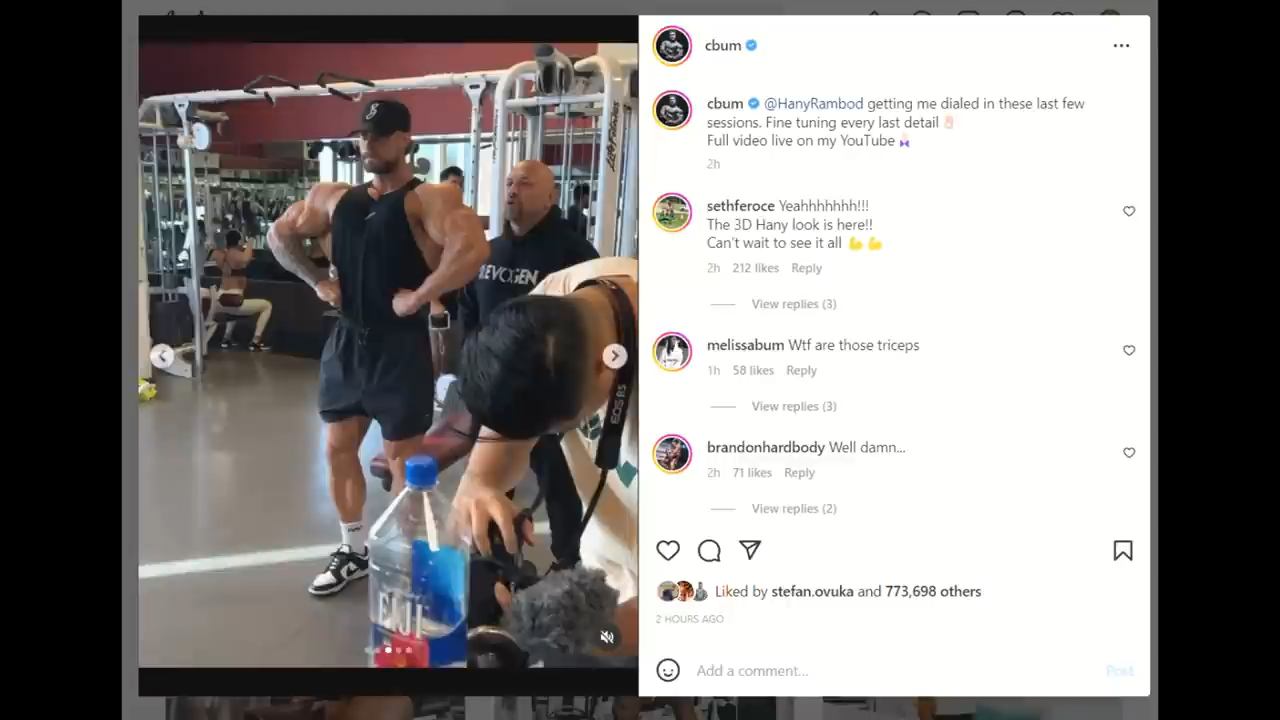 cbum
cbum @HanyRambod getting me dialed in these last few
sessions. Fine tuning every last detail
Full video live on my YouTube
2h
sethferoce Yeahhhhhhh!!!
The 3D Hany look is here!!
Can't wait to see it all
2h 212 likes Reply
View replies (3)
melissabum Wtf are those triceps
1h 58 likes Reply
View replies (3)
brandonhardbody Well damn...
2h 71 likes Reply
View replies (2)
Liked by stefan.ovuka and 773,698 others
2 HOURS AGO
Add a comment...
Post
EVOGEN
EOS R5
FIJI